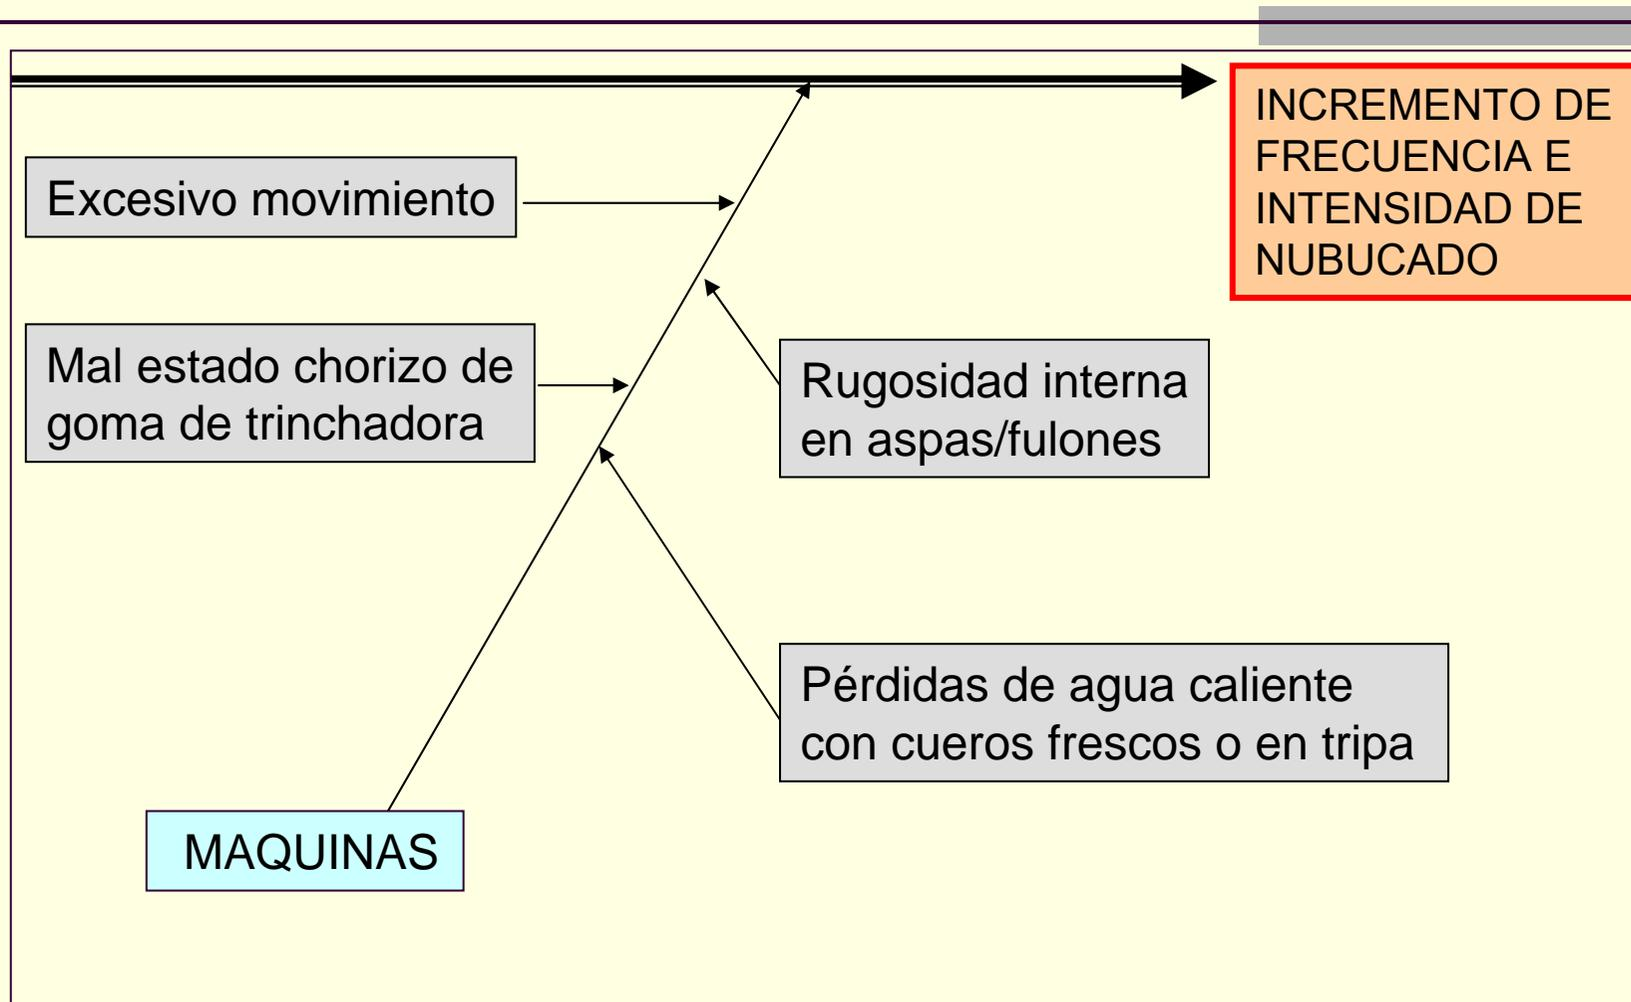 INCREMENTO DE
FRECUENCIA E
INTENSIDAD DE
NUBUCADO
Excesivo movimiento
Mal estado chorizo de
goma de trinchadora
Rugosidad interna
en aspas/fulones
Pérdidas de agua caliente
con cueros frescos o en tripa
MAQUINAS